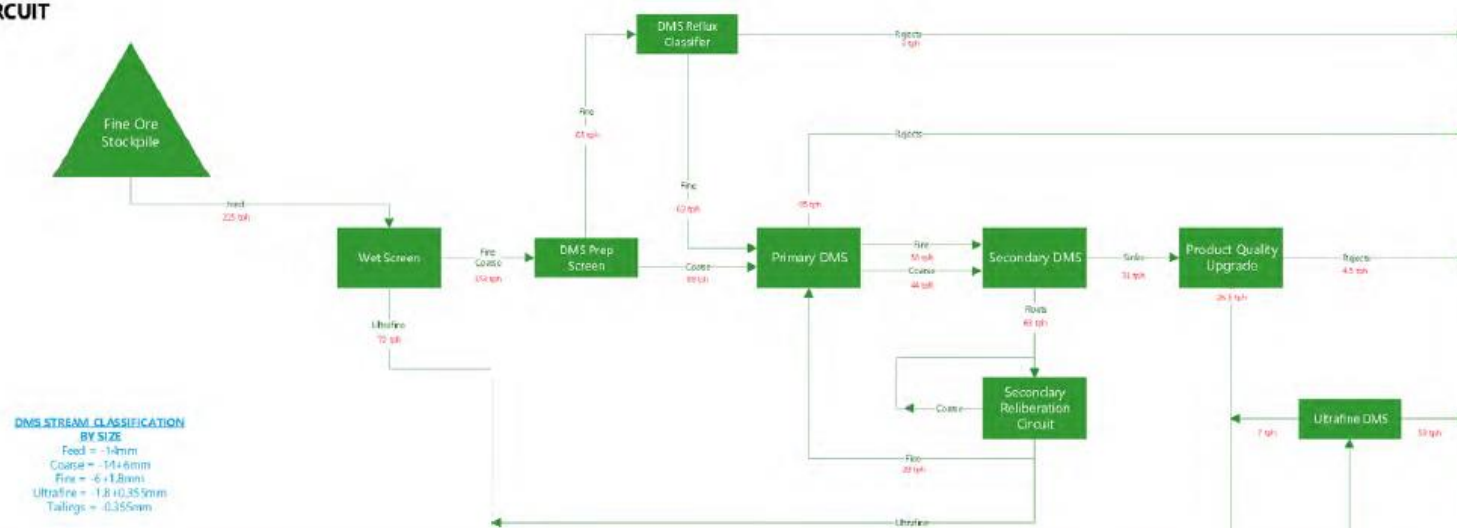 RCUIT
DMS Reflux
Classifier
Rejects
Fine Ore
Stockpile
Fine
Rejects
Fine
Feed
225 tph
Wet Screen
Fine
Coarse
DMS Prep
Screen
Coarse
Primary DMS
Fine
Coarse
44 tph
Secondary DMS
Sinks
Product Quality
Upgrade
Rejects
4.5 tph
Ultrafine
Floats
Secondary
Reliberation
Circuit
Coarse
Ultrafine DMS
7 tph
Fine
Ultrafine
DMS STREAM CLASSIFICATION
BY SIZE
Feed = -14mm
Coarse = -14+6mm
Fine = -6+1.8mm
Ultrafine = -1.8+0.355mm
Tailings = -0.355mm